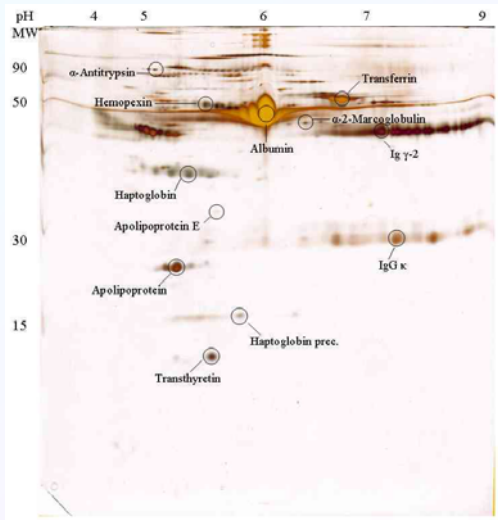 pH 4 5 6 7 9
MW
90
α-Antitrypsin
Transferrin
50
Hemopexin
α-2-Marcoglobulin
Albumin
Ig γ-2
Haptoglobin
Apolipoprotein E
30
IgG κ
Apolipoprotein
15
Haptoglobin prec.
Transthyretin